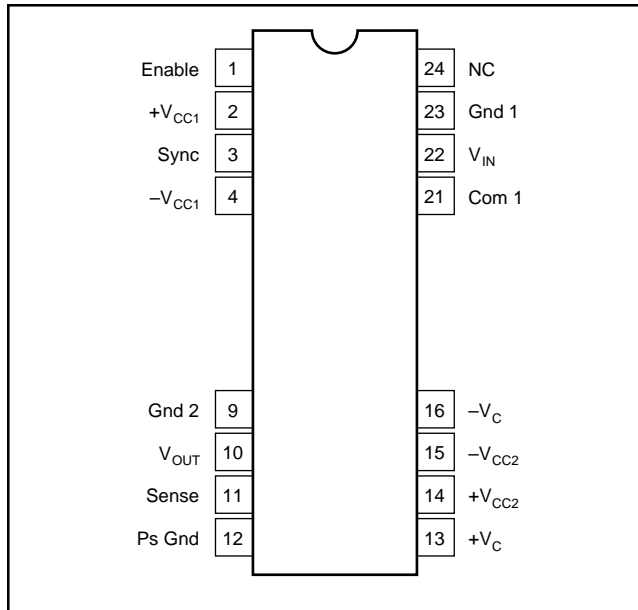 Enable 1 24 NC
+VCC1 2 23 Gnd 1
Sync 3 22 VIN
–VCC1 4 21 Com 1
Gnd 2 9 16 –VC
VOUT 10 15 –VCC2
Sense 11 14 +VCC2
Ps Gnd 12 13 +VC